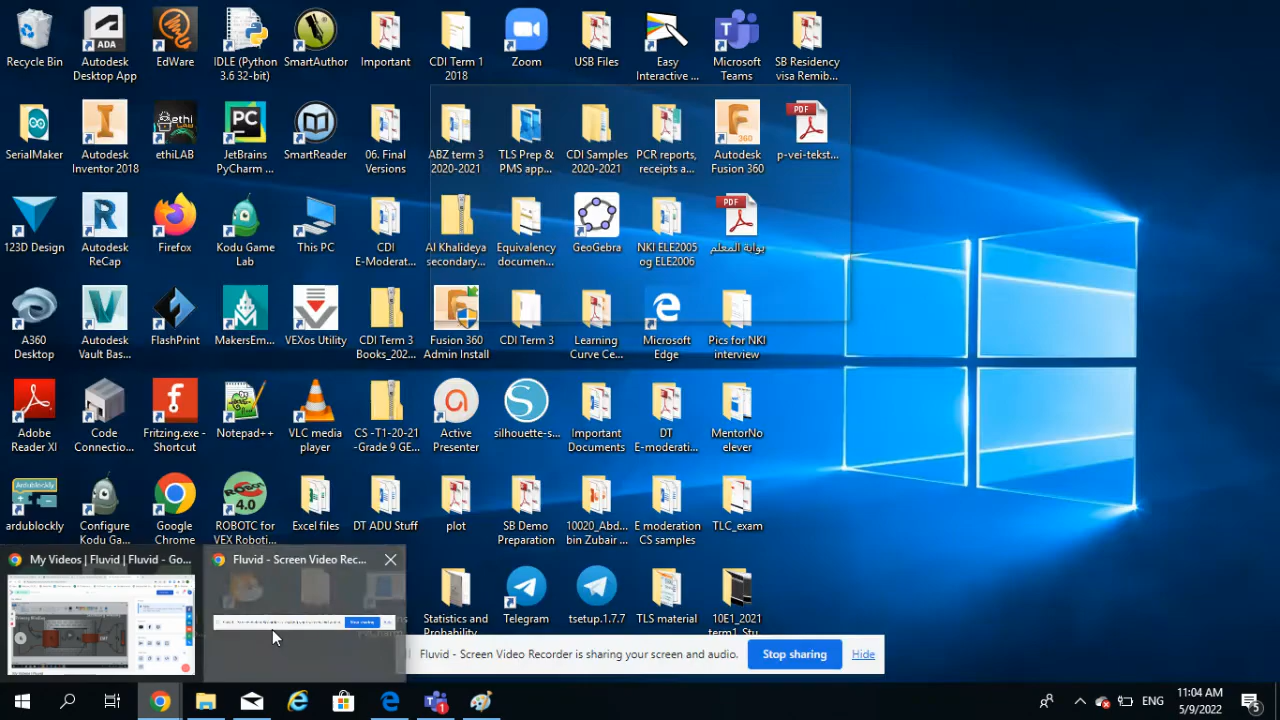 Recycle Bin
Autodesk
Desktop App
EdWare
IDLE (Python
3.6 32-bit)
SmartAuthor
Important
CDI Term 1
2018
Zoom
USB Files
Easy
Interactive ...
Microsoft
Teams
SB Residency
visa Remib...
SerialMaker
Autodesk
Inventor 2018
ethiLAB
JetBrains
PyCharm ...
SmartReader
06. Final
Versions
ABZ term 3
2020-2021
TLS Prep &
PMS app...
CDI Samples
2020-2021
PCR reports,
receipts a...
Autodesk
Fusion 360
p-vei-tekst...
123D Design
Autodesk
ReCap
Firefox
Kodu Game
Lab
This PC
CDI
E-Moderat...
Al Khalideya
secondary...
Equivalency
documen...
GeoGebra
NKI ELE2005
og ELE2006
بوابة المعلم
A360
Desktop
Autodesk
Vault Bas...
FlashPrint
MakersEm...
VEXos Utility
CDI Term 3
Books_202...
Fusion 360
Admin Install
CDI Term 3
Learning
Curve Ce...
Microsoft
Edge
Pics for NKI
interview
Adobe
Reader XI
Code
Connectio...
Fritzing.exe -
Shortcut
Notepad++
VLC media
player
CS -T1-20-21
-Grade 9 GE...
Active
Presenter
silhouette-s...
Important
Documents
DT
E-moderati...
MentorNo
elever
ardublockly
Configure
Kodu Ga...
Google
Chrome
ROBOTC for
VEX Roboti...
Excel files
DT ADU Stuff
plot
SB Demo
Preparation
10020_Abd...
bin Zubair ...
E moderation
CS samples
TLC_exam
My Videos | Fluvid | Fluvid - Go...
Fluvid - Screen Video Rec...
Statistics and
Probability
Telegram
tsetup.1.7.7
TLS material
10E1_2021
Fluvid - Screen Video Recorder is sharing your screen and audio.
Stop sharing
Hide
ENG
11:04 AM
5/9/2022
5